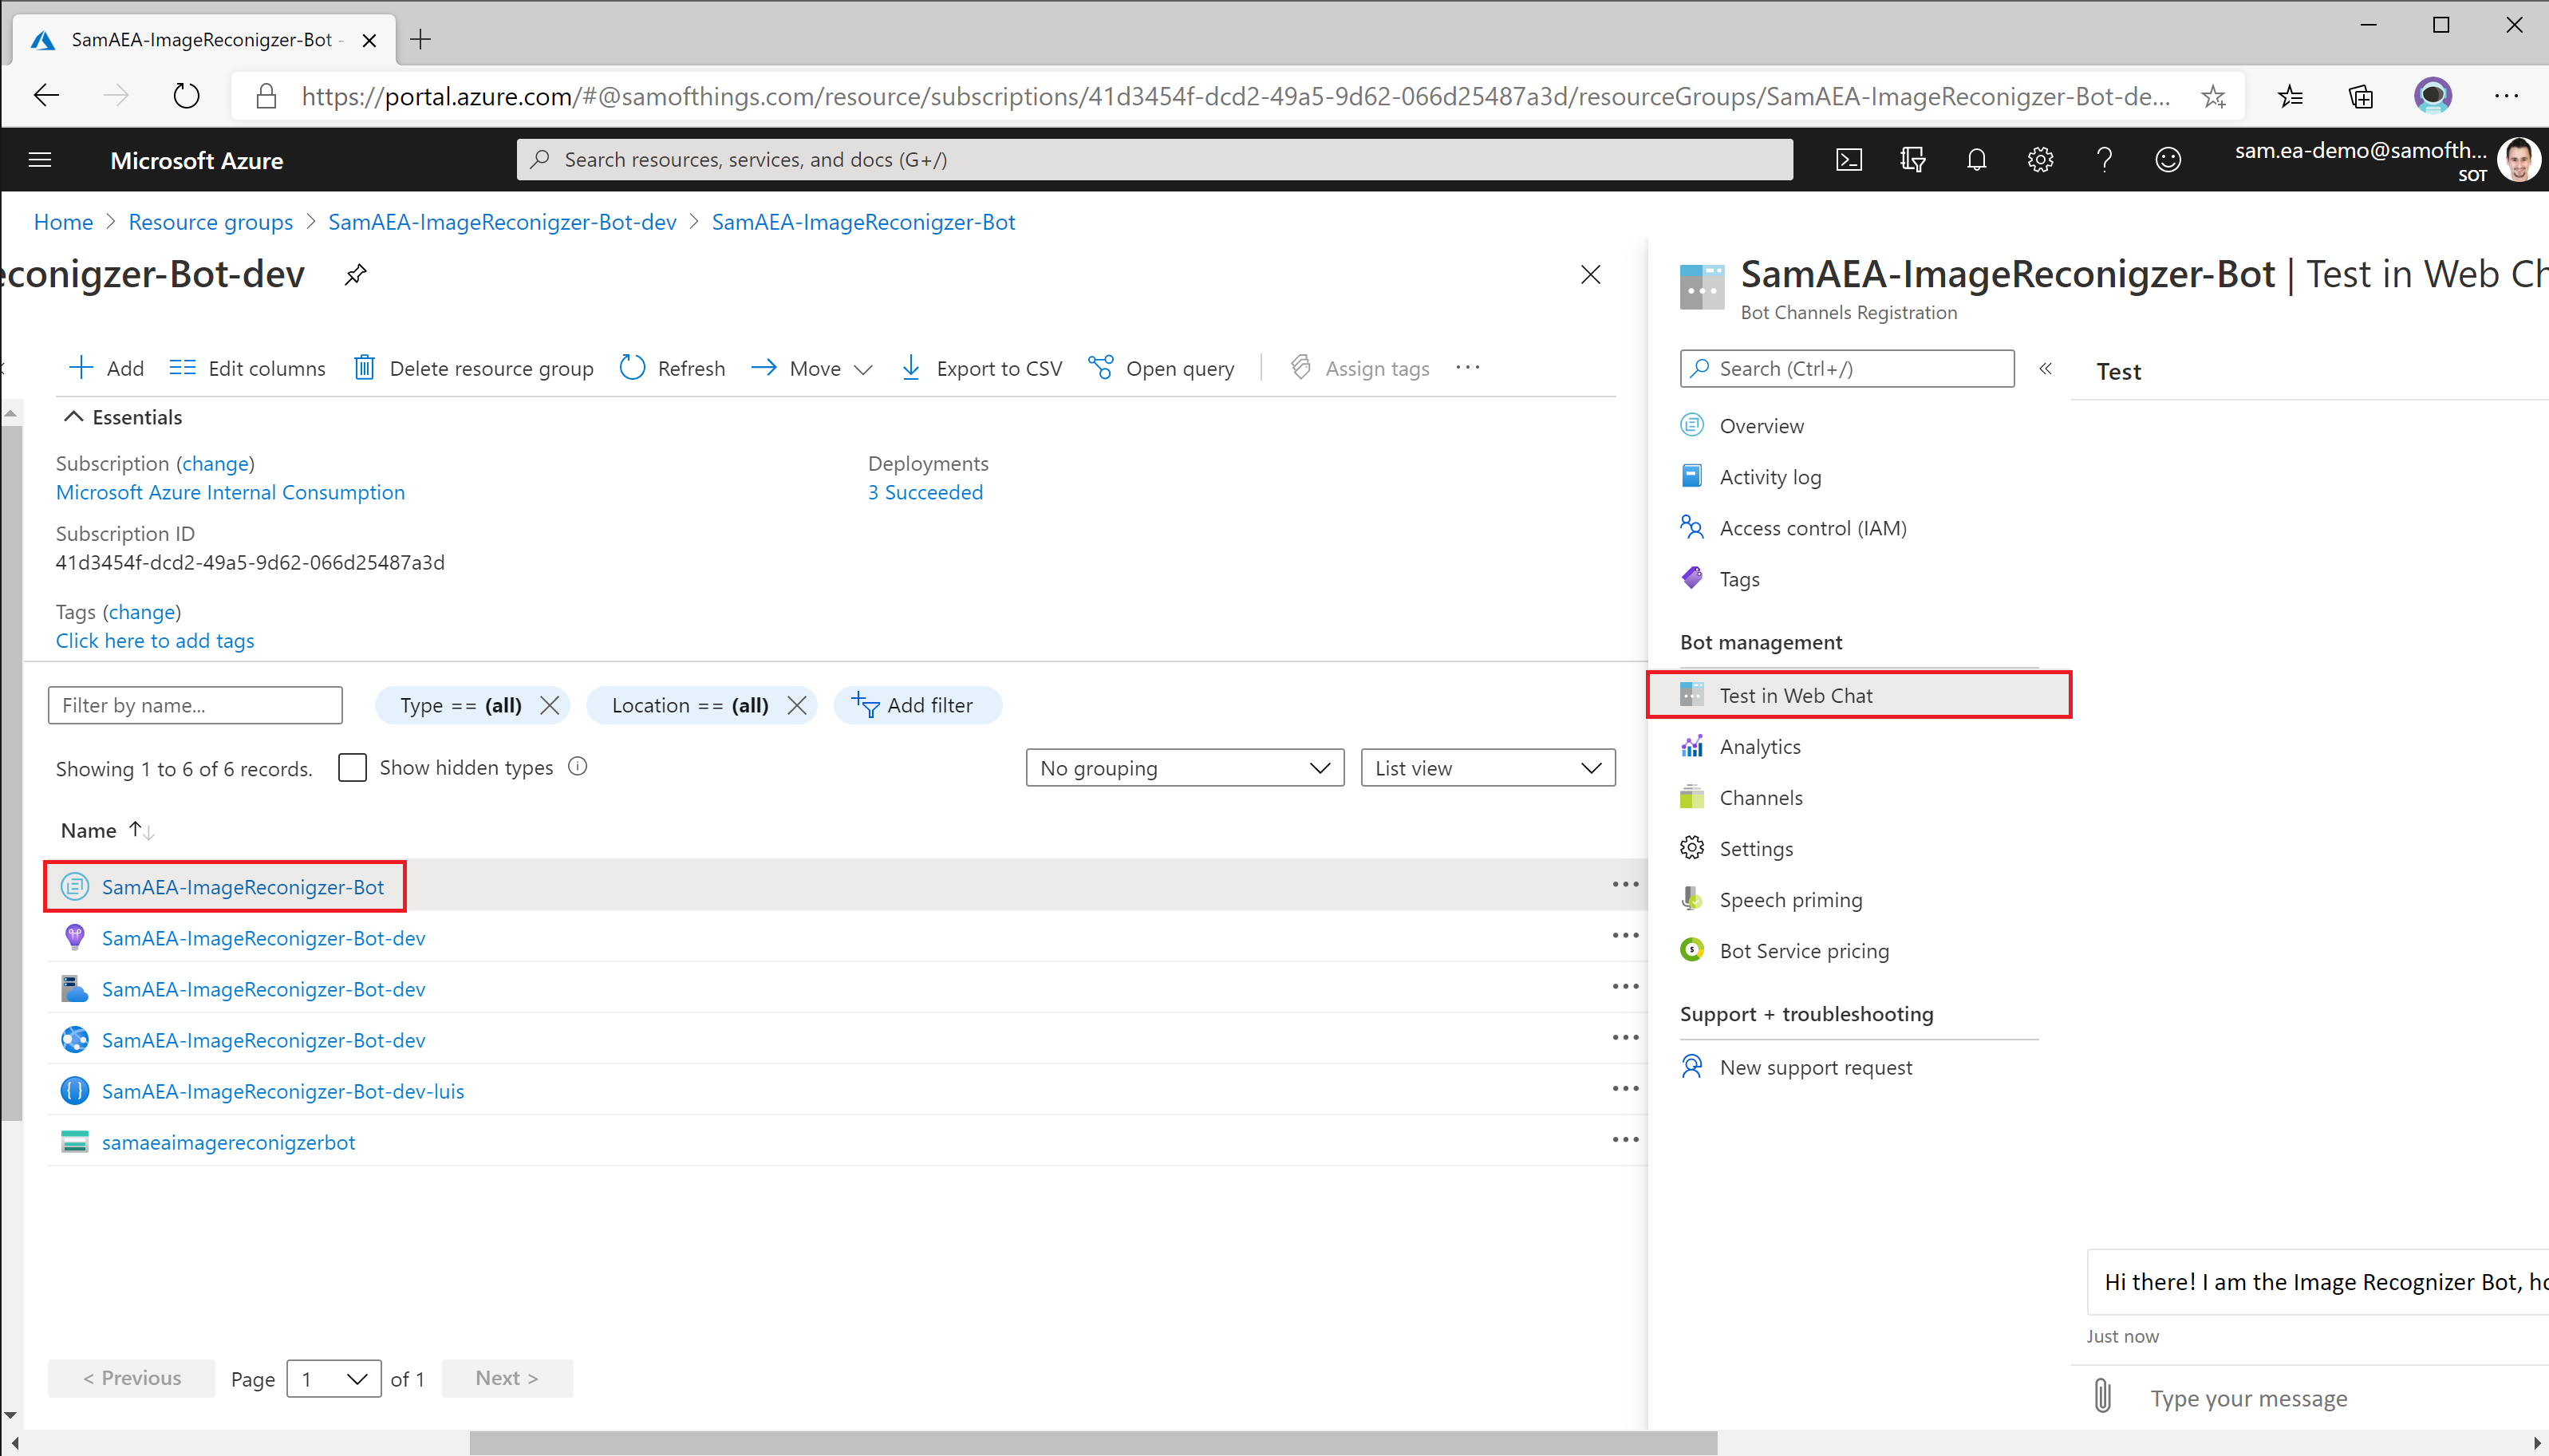 SamAEA-ImageReconigzer-Bot -
https://portal.azure.com/#@samofthings.com/resource/subscriptions/41d3454f-dcd2-49a5-9d62-066d25487a3d/resourceGroups/SamAEA-ImageReconigzer-Bot-de...
Microsoft Azure
Search resources, services, and docs (G+/)
sam.ea-demo@samofth...
SOT
Home > Resource groups > SamAEA-ImageReconigzer-Bot-dev > SamAEA-ImageReconigzer-Bot
econigzer-Bot-dev
Add
Edit columns
Delete resource group
Refresh
Move
Export to CSV
Open query
Assign tags
Essentials
Subscription (change)
Microsoft Azure Internal Consumption
Deployments
3 Succeeded
Subscription ID
41d3454f-dcd2-49a5-9d62-066d25487a3d
Tags (change)
Click here to add tags
Filter by name...
Type == (all)
Location == (all)
Add filter
Showing 1 to 6 of 6 records.
Show hidden types
No grouping
List view
Name
SamAEA-ImageReconigzer-Bot
SamAEA-ImageReconigzer-Bot-dev
SamAEA-ImageReconigzer-Bot-dev
SamAEA-ImageReconigzer-Bot-dev
SamAEA-ImageReconigzer-Bot-dev-luis
samaeaimagereconigzerbot
< Previous
Page
1
of 1
Next >
SamAEA-ImageReconigzer-Bot | Test in Web Ch
Bot Channels Registration
Search (Ctrl+/)
«
Overview
Activity log
Access control (IAM)
Tags
Bot management
Test in Web Chat
Analytics
Channels
Settings
Speech priming
Bot Service pricing
Support + troubleshooting
New support request
Test
Hi there! I am the Image Recognizer Bot, ho
Just now
Type your message